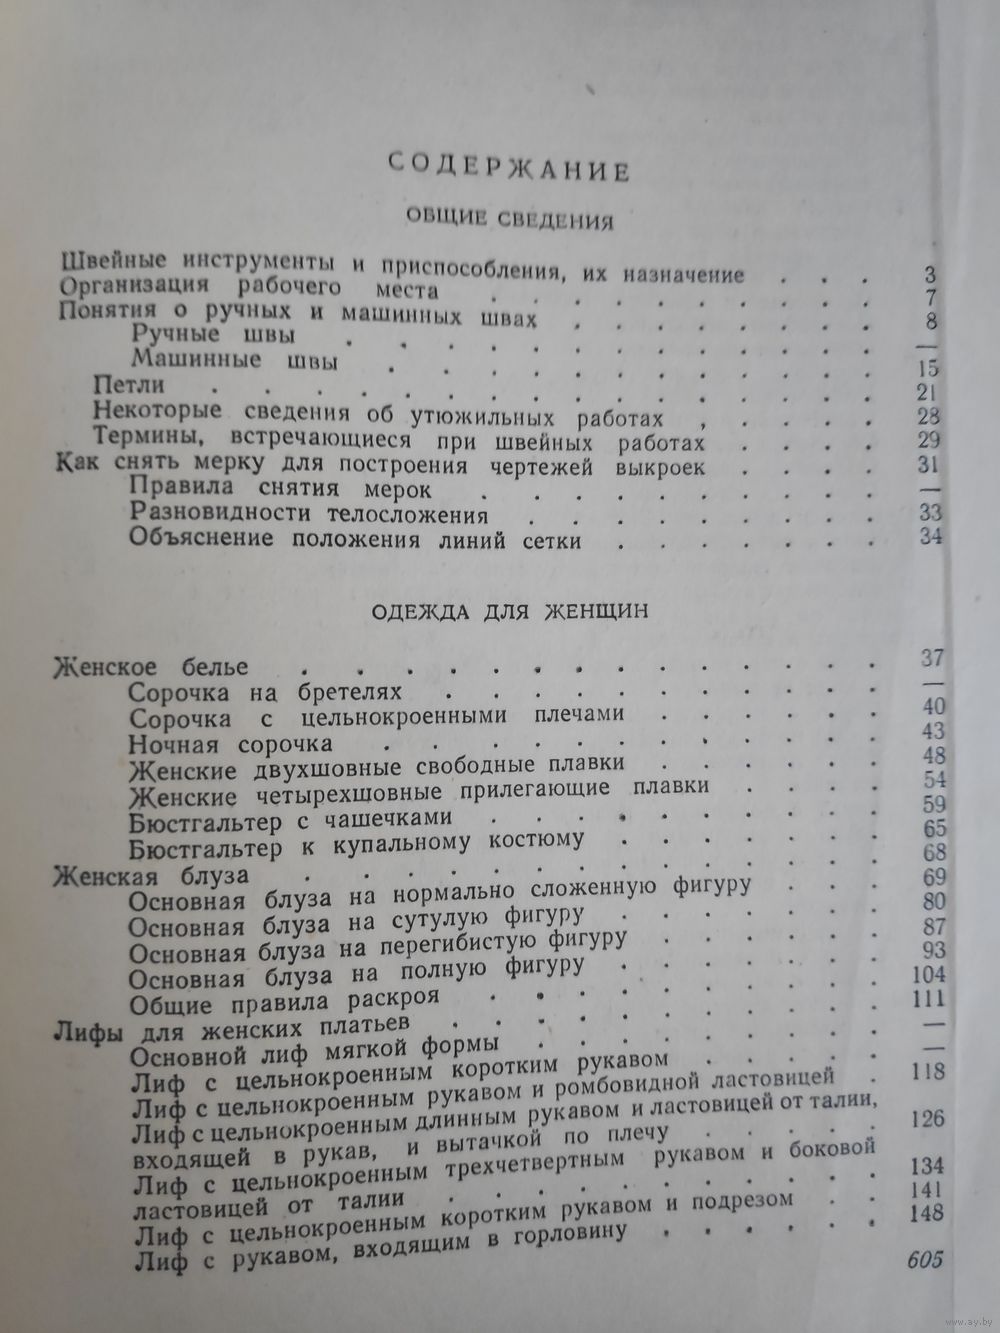 СОДЕРЖАНИЕ
ОБЩИЕ СВЕДЕНИЯ
Швейные инструменты и приспособления, их назначение . . . 3
Организация рабочего места . . . . . . . . . . 7
Понятия о ручных и машинных швах . . . . . . . . 8
Ручные швы . . . . . . . . . . . —
Машинные швы . . . . . . . . . . . 15
Петли . . . . . . . . . . . . . . 21
Некоторые сведения об утюжильных работах , . . . . 28
Термины, встречающиеся при швейных работах . . . . 29
Как снять мерку для построения чертежей выкроек . . . . 31
Правила снятия мерок . . . . . . . . . —
Разновидности телосложения . . . . . . . . 33
Объяснение положения линий сетки . . . . . . . 34
ОДЕЖДА ДЛЯ ЖЕНЩИН
Женское белье . . . . . . . . . . . . . 37
Сорочка на бретелях . . . . . . . . . . —
Сорочка с цельнокроенными плечами . . . . . . 40
Ночная сорочка . . . . . . . . . . . 43
Женские двухшовные свободные плавки . . . . . . 48
Женские четырехшовные прилегающие плавки . . . . 54
Бюстгальтер с чашечками . . . . . . . . . 59
Бюстгальтер к купальному костюму . . . . . . . 65
Женская блуза . . . . . . . . . . . . . 68
Основная блуза на нормально сложенную фигуру . . . 69
Основная блуза на сутулую фигуру . . . . . . . 80
Основная блуза на перегибистую фигуру . . . . . . 87
Основная блуза на полную фигуру . . . . . . . 93
Общие правила раскроя . . . . . . . . . 104
Лифы для женских платьев . . . . . . . . . . 111
Основной лиф мягкой формы . . . . . . . . —
Лиф с цельнокроенным коротким рукавом . . . . . —
Лиф с цельнокроенным рукавом и ромбовидной ластовицей . 118
Лиф с цельнокроенным длинным рукавом и ластовицей от талии,
входящей в рукав, и вытачкой по плечу . . . . . 126
Лиф с цельнокроенным трехчетвертным рукавом и боковой
ластовицей от талии . . . . . . . . . . 134
Лиф с цельнокроенным коротким рукавом и подрезом . . 141
Лиф с рукавом, входящим в горловину . . . . . . 148
605
www.ay.by